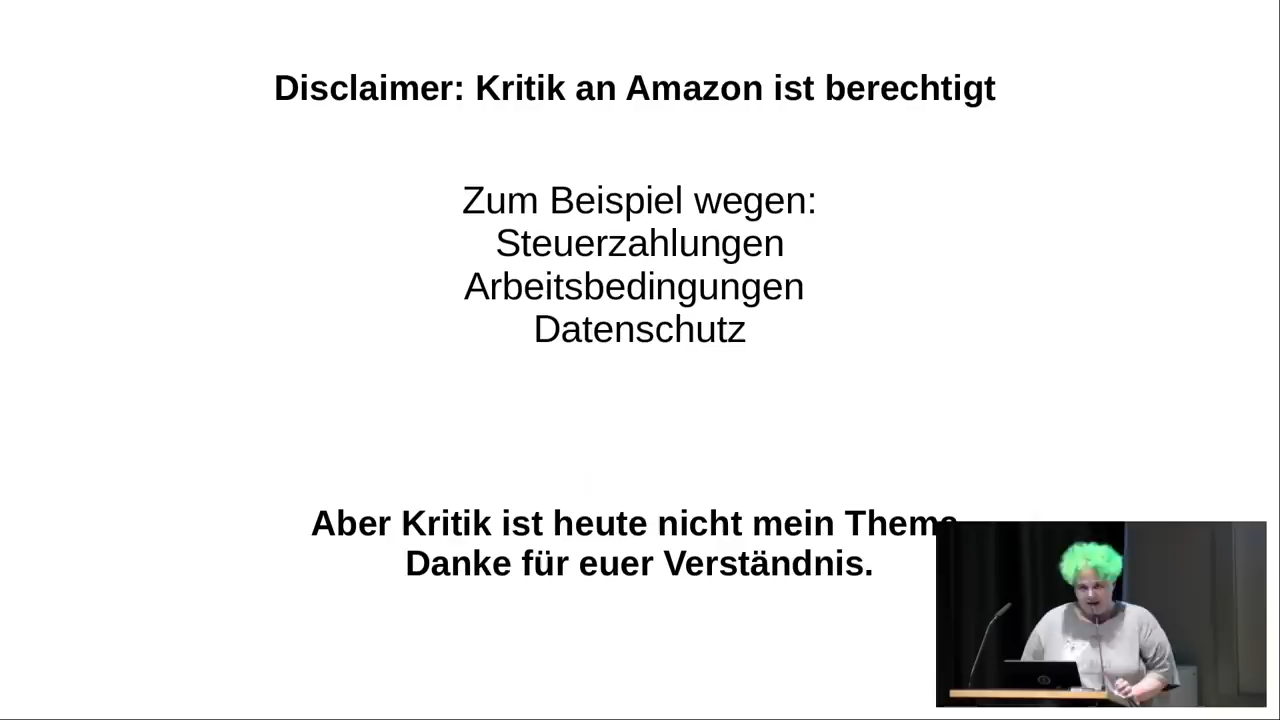 Disclaimer: Kritik an Amazon ist berechtigt
Zum Beispiel wegen:
Steuerzahlungen
Arbeitsbedingungen
Datenschutz
Aber Kritik ist heute nicht mein Thema
Danke für euer Verständnis.